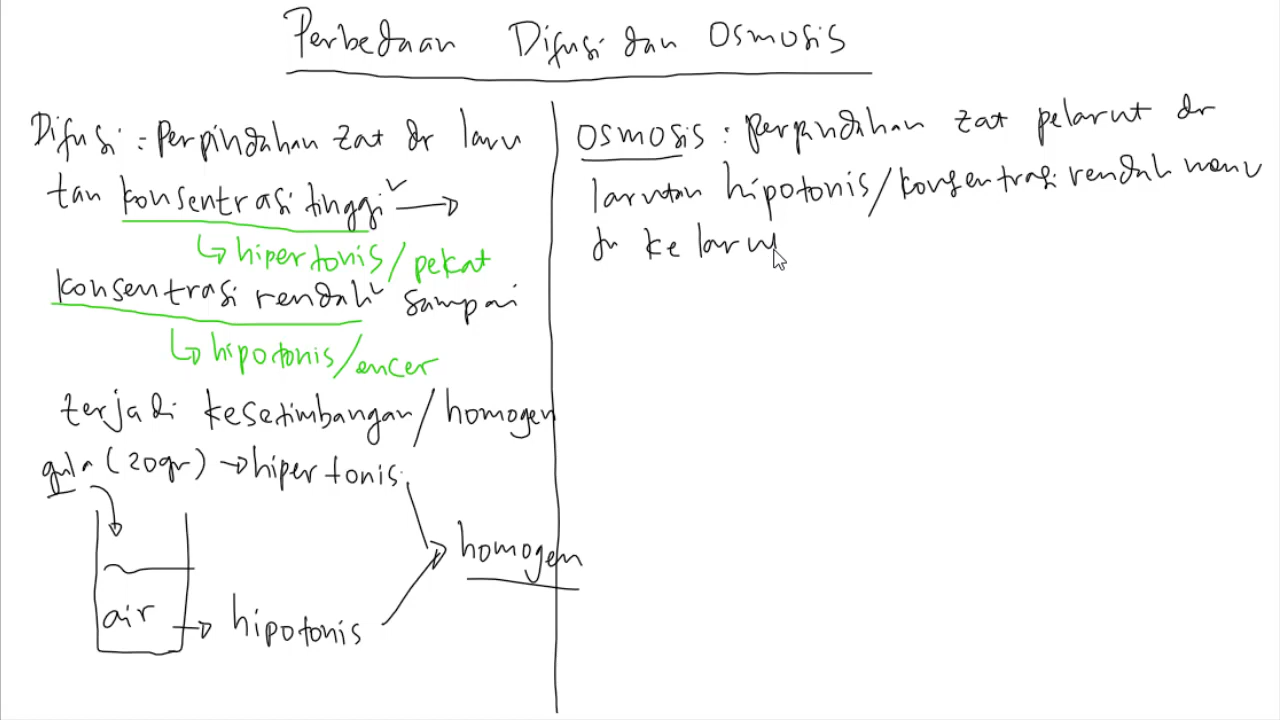 Perbedaan Difusi dan Osmosis
Difusi : Perpindahan zat dr laru
tan konsentrasi tinggi →
↳ hipertonis/pekat
konsentrasi rendah sampai
↳ hipotonis/encer
terjadi kesetimbangan/homogen
gula (20gr) → hipertonis
homogen
air → hipotonis
Osmosis : perpindahan zat pelarut dr
larutan hipotonis/konsentrasi rendah menu
ke laru